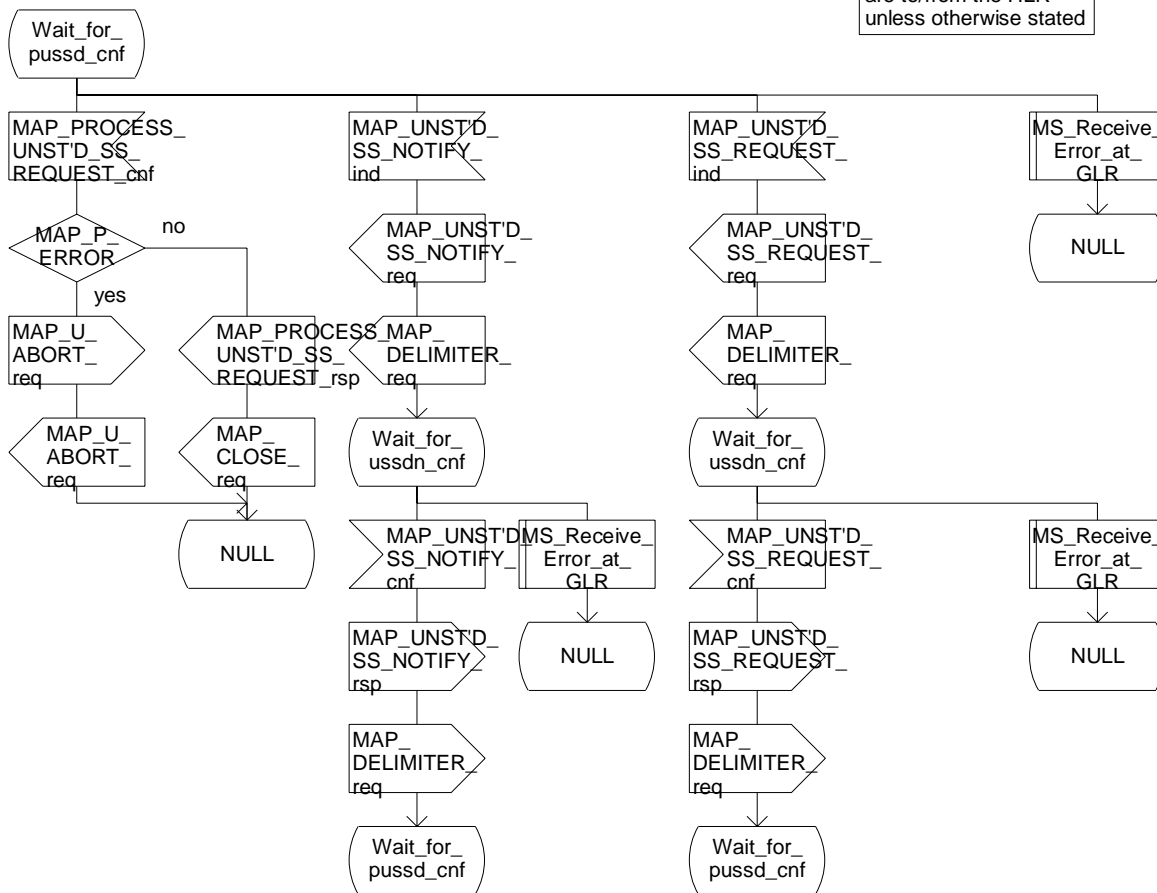 are to/from the HLR
unless otherwise stated
Wait_for_
pussd_cnf
MAP_PROCESS_
UNST'D_SS_
REQUEST_cnf
MAP_UNST'D_
SS_NOTIFY_
ind
MAP_UNST'D_
SS_REQUEST_
ind
MS_Receive_
Error_at_
GLR
MAP_P_
ERROR
no
yes
MAP_UNST'D_
SS_NOTIFY_
req
MAP_UNST'D_
SS_REQUEST_
req
NULL
MAP_U_
ABORT_
req
MAP_PROCESS_
UNST'D_SS_
REQUEST_rsp
MAP_
DELIMITER_
req
MAP_
DELIMITER_
req
MAP_U_
ABORT_
req
MAP_
CLOSE_
req
Wait_for_
ussdn_cnf
Wait_for_
ussdn_cnf
NULL
MAP_UNST'D_
SS_NOTIFY_
cnf
MS_Receive_
Error_at_
GLR
MAP_UNST'D_
SS_REQUEST_
cnf
MS_Receive_
Error_at_
GLR
MAP_UNST'D_
SS_NOTIFY_
rsp
NULL
MAP_UNST'D_
SS_REQUEST_
rsp
NULL
MAP_
DELIMITER_
req
MAP_
DELIMITER_
req
Wait_for_
pussd_cnf
Wait_for_
pussd_cnf